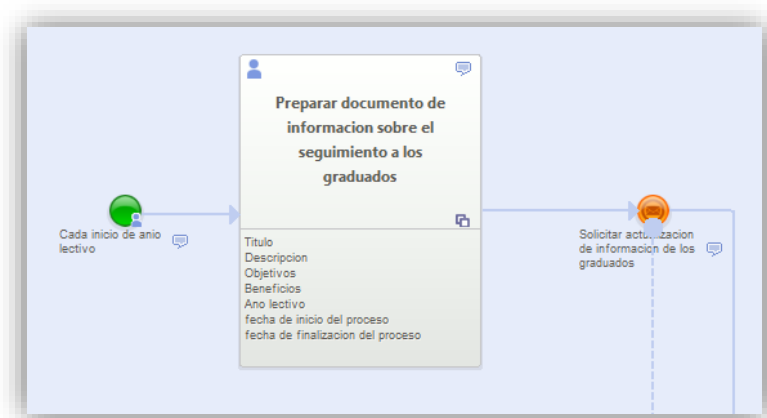 Preparar documento de
informacion sobre el
seguimiento a los
graduados
Cada inicio de anio
lectivo
Titulo
Descripcion
Objetivos
Beneficios
Ano lectivo
fecha de inicio del proceso
fecha de finalizacion del proceso
Solicitar actualizacion
de informacion de los
graduados